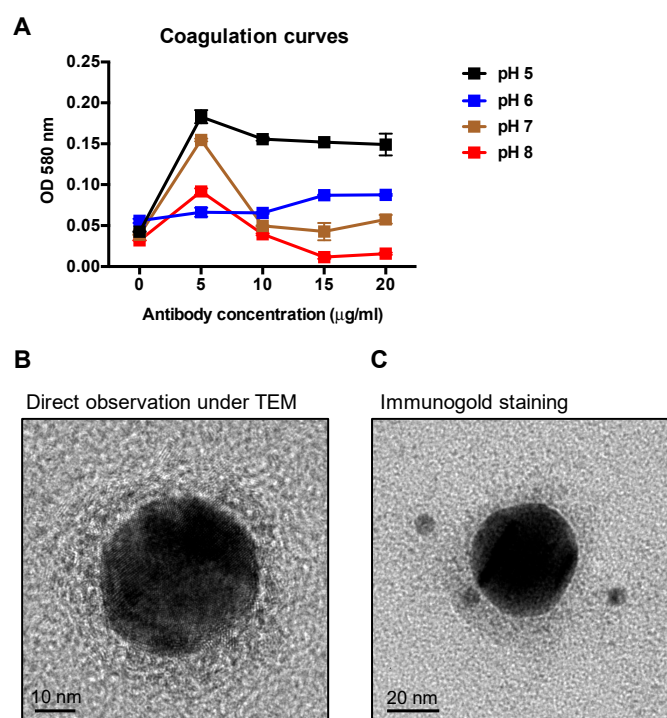 A
Coagulation curves
0.25
0.20
0.15
0.10
0.05
0.00
OD 580 nm
0 5 10 15 20
Antibody concentration (μg/ml)
pH 5
pH 6
pH 7
pH 8
B
Direct observation under TEM
10 nm
C
Immunogold staining
20 nm